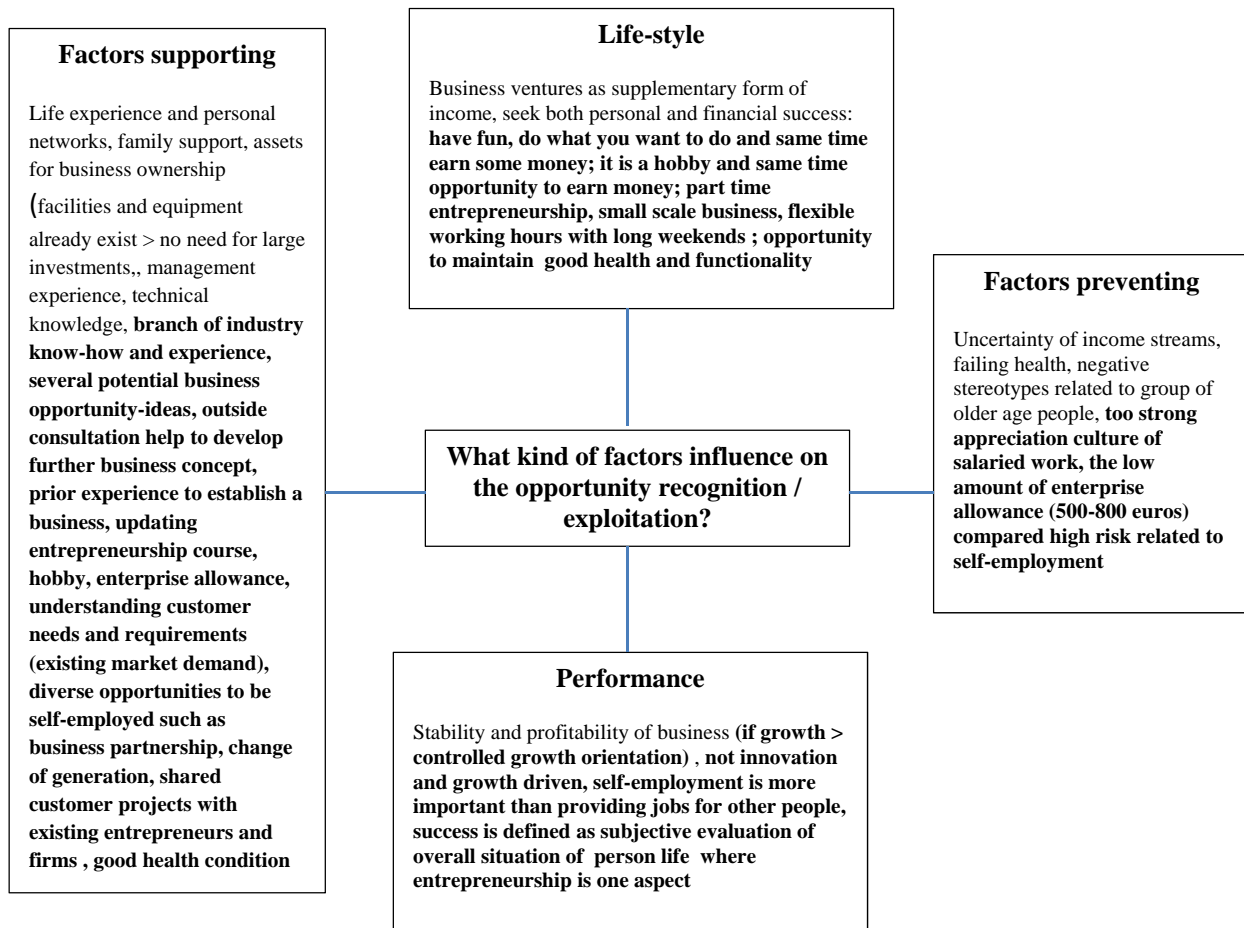 Factors supporting
Life experience and personal
networks, family support, assets
for business ownership
(facilities and equipment
already exist > no need for large
investments,, management
experience, technical
knowledge, branch of industry
know-how and experience,
several potential business
opportunity-ideas, outside
consultation help to develop
further business concept,
prior experience to establish a
business, updating
entrepreneurship course,
hobby, enterprise allowance,
understanding customer
needs and requirements
(existing market demand),
diverse opportunities to be
self-employed such as
business partnership, change
of generation, shared
customer projects with
existing entrepreneurs and
firms , good health condition
Life-style
Business ventures as supplementary form of
income, seek both personal and financial success:
have fun, do what you want to do and same time
earn some money; it is a hobby and same time
opportunity to earn money; part time
entrepreneurship, small scale business, flexible
working hours with long weekends ; opportunity
to maintain good health and functionality
What kind of factors influence on
the opportunity recognition /
exploitation?
Factors preventing
Uncertainty of income streams,
failing health, negative
stereotypes related to group of
older age people, too strong
appreciation culture of
salaried work, the low
amount of enterprise
allowance (500-800 euros)
compared high risk related to
self-employment
Performance
Stability and profitability of business (if growth >
controlled growth orientation) , not innovation
and growth driven, self-employment is more
important than providing jobs for other people,
success is defined as subjective evaluation of
overall situation of person life where
entrepreneurship is one aspect